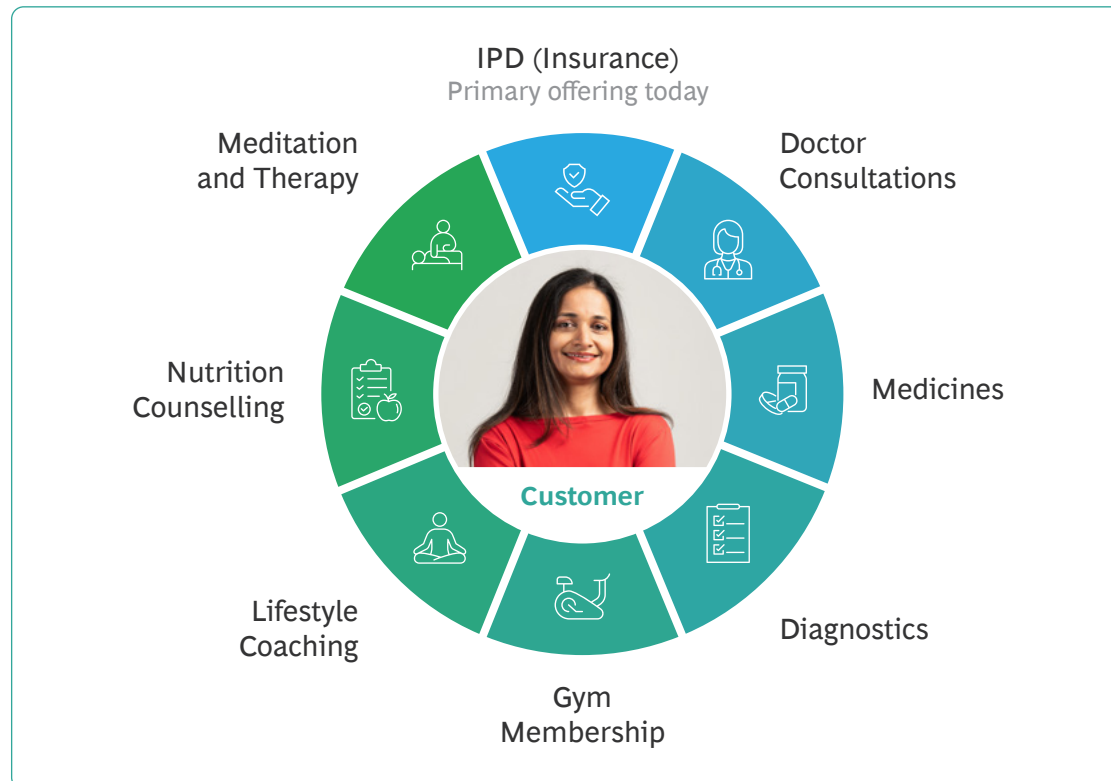 IPD (Insurance)
Primary offering today
Doctor
Consultations
Medicines
Diagnostics
Gym
Membership
Lifestyle
Coaching
Nutrition
Counselling
Meditation
and Therapy
Customer